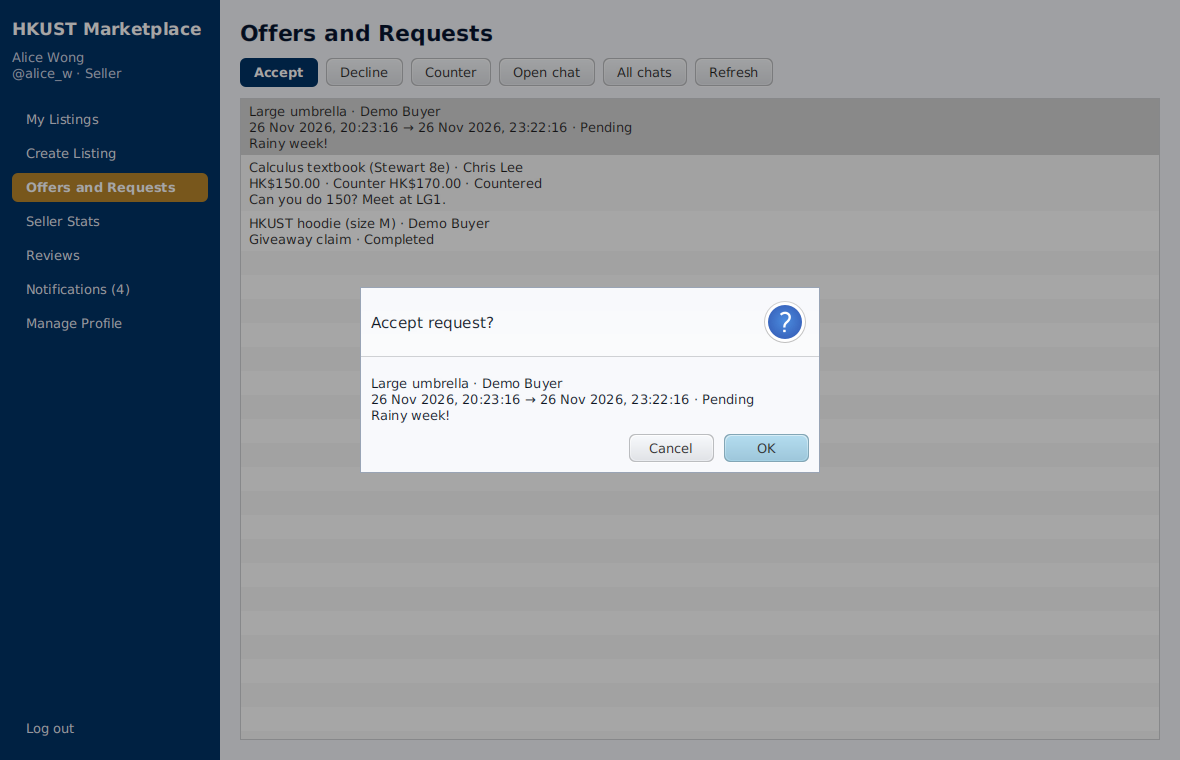 HKUST Marketplace
Alice Wong
@alice_w · Seller
My Listings
Create Listing
Offers and Requests
Seller Stats
Reviews
Notifications (4)
Manage Profile
Log out
Offers and Requests
Accept
Decline
Counter
Open chat
All chats
Refresh
Large umbrella · Demo Buyer
26 Nov 2026, 20:23:16 → 26 Nov 2026, 23:22:16 · Pending
Rainy week!
Calculus textbook (Stewart 8e) · Chris Lee
HK$150.00 · Counter HK$170.00 · Countered
Can you do 150? Meet at LG1.
HKUST hoodie (size M) · Demo Buyer
Giveaway claim · Completed
Accept request?
?
Large umbrella · Demo Buyer
26 Nov 2026, 20:23:16 → 26 Nov 2026, 23:22:16 · Pending
Rainy week!
Cancel
OK